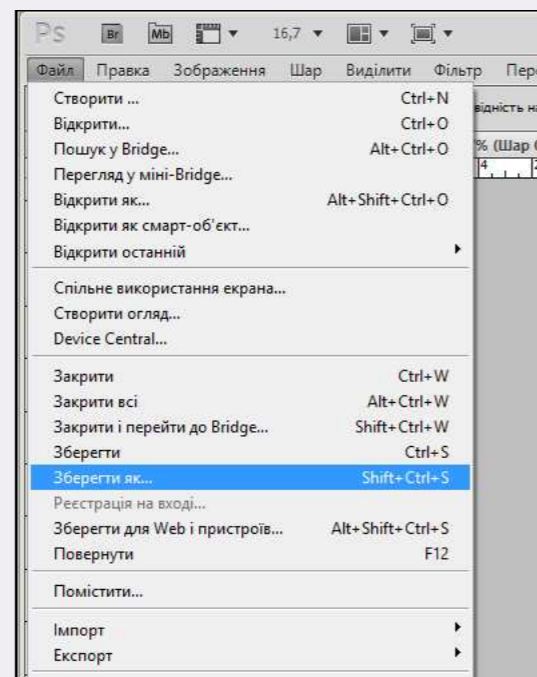 Ps Br Mb 16,7
Файл Правка Зображення Шар Виділити Фільтр
Створити ... Ctrl+N
Відкрити... Ctrl+O
Пошук у Bridge... Alt+Ctrl+O
% (Шар
Перегляд у міні-Bridge...
4
Відкрити як... Alt+Shift+Ctrl+O
Відкрити як смарт-об'єкт...
Відкрити останній
Спільне використання екрана...
Створити огляд...
Device Central...
Закрити Ctrl+W
Закрити всі Alt+Ctrl+W
Закрити і перейти до Bridge... Shift+Ctrl+W
Зберегти Ctrl+S
Зберегти як... Shift+Ctrl+S
Реєстрація на вході...
Зберегти для Web і пристроїв... Alt+Shift+Ctrl+S
Повернути F12
Помістити...
Імпорт
Експорт